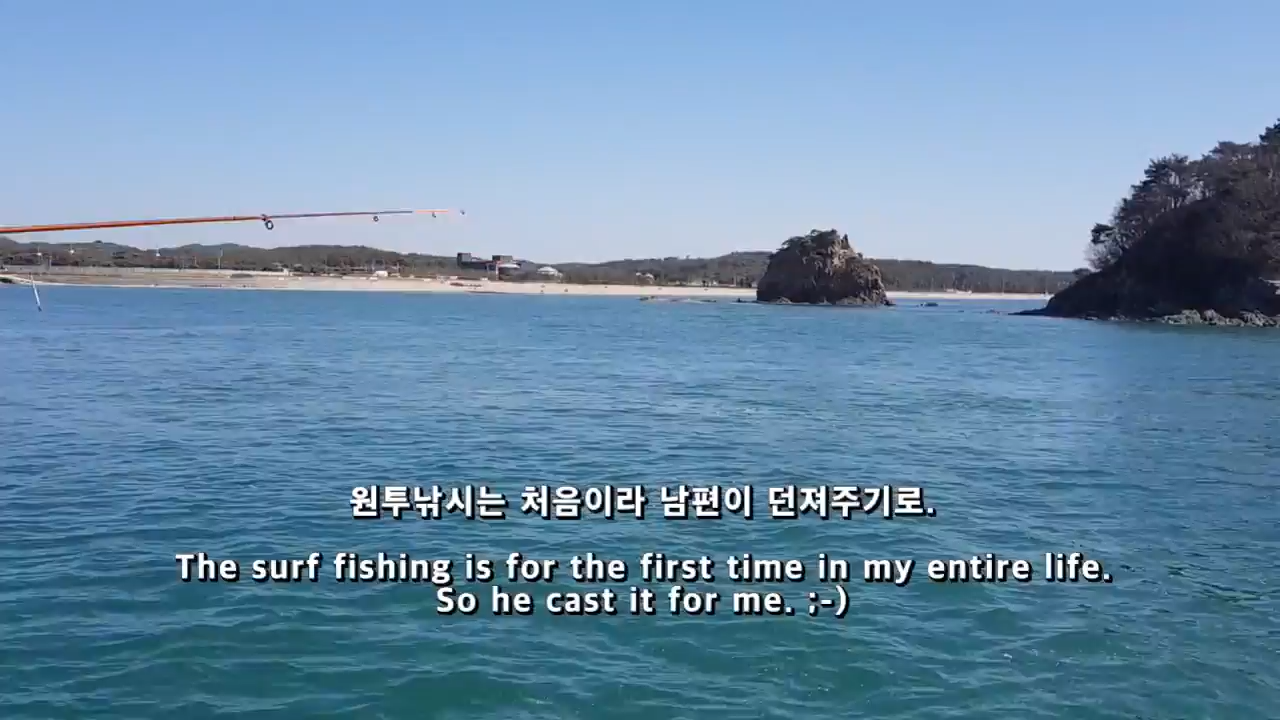 원투낚시는 처음이라 남편이 던져주기로.
The surf fishing is for the first time in my entire life.
So he cast it for me. ;-)